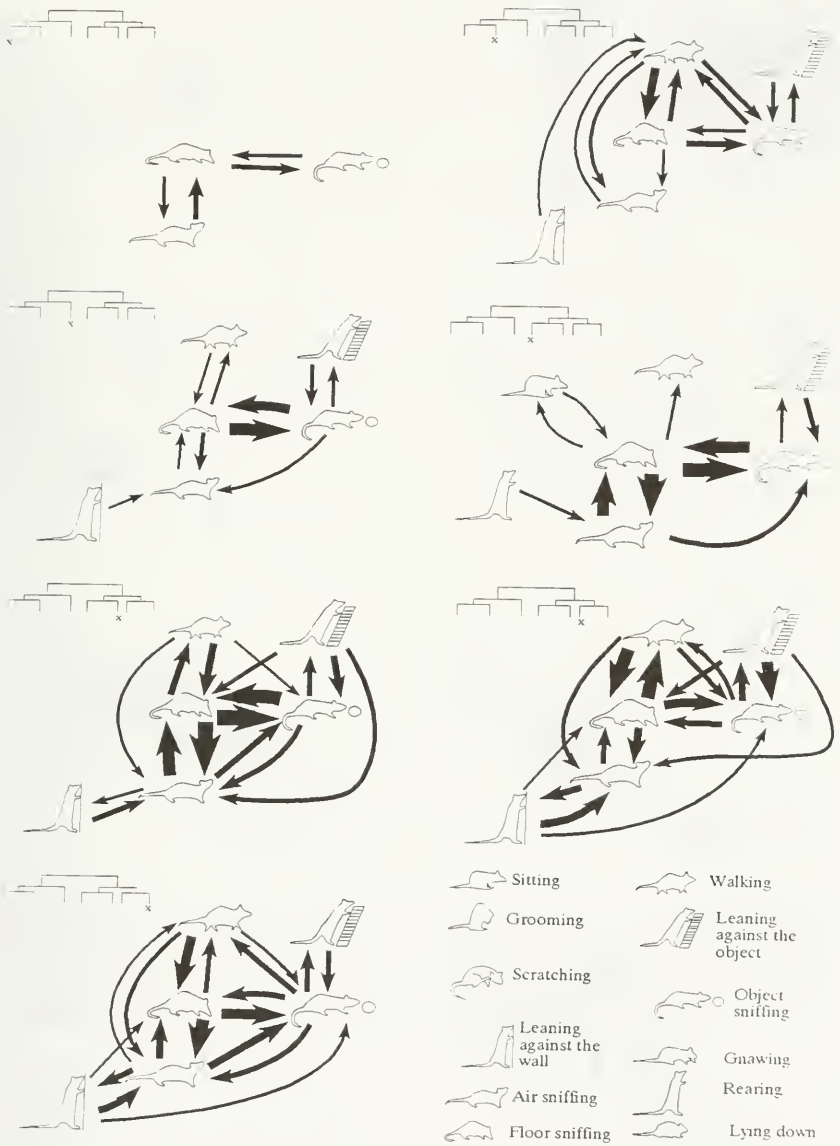 x
x
x
x
x
x
x
Sitting
Grooming
Scratching
Leaning
against the
wall
Air sniffing
Floor sniffing
Walking
Leaning
against the
object
Object
sniffing
Gnawing
Rearing
Lying down